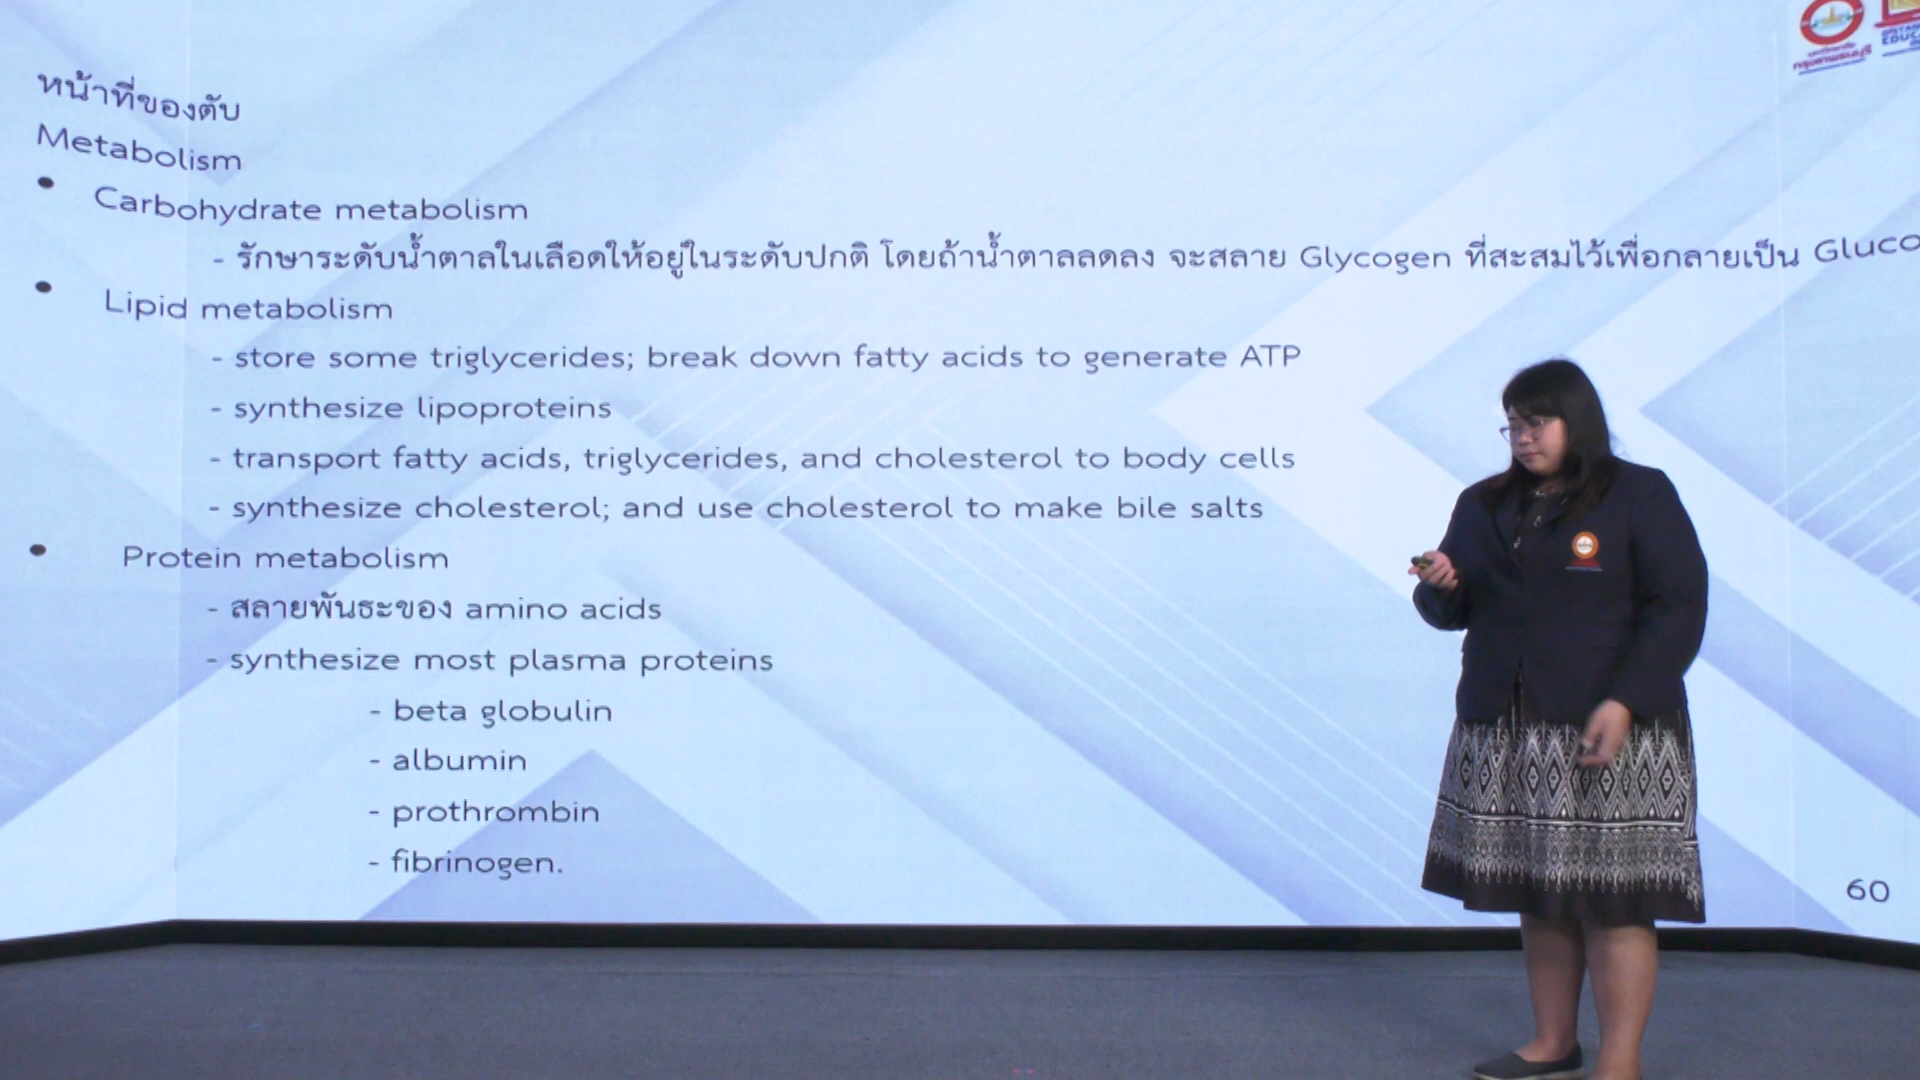 หน้าที่ของตับ
Metabolism
• Carbohydrate metabolism
- รักษาระดับน้ำตาลในเลือดให้อยู่ในระดับปกติ โดยถ้าน้ำตาลลดลง จะสลาย Glycogen ที่สะสมไว้เพื่อกลายเป็น Gluco
• Lipid metabolism
- store some triglycerides; break down fatty acids to generate ATP
- synthesize lipoproteins
- transport fatty acids, triglycerides, and cholesterol to body cells
- synthesize cholesterol; and use cholesterol to make bile salts
• Protein metabolism
- สลายพันธะของ amino acids
- synthesize most plasma proteins
- beta globulin
- albumin
- prothrombin
- fibrinogen.
60